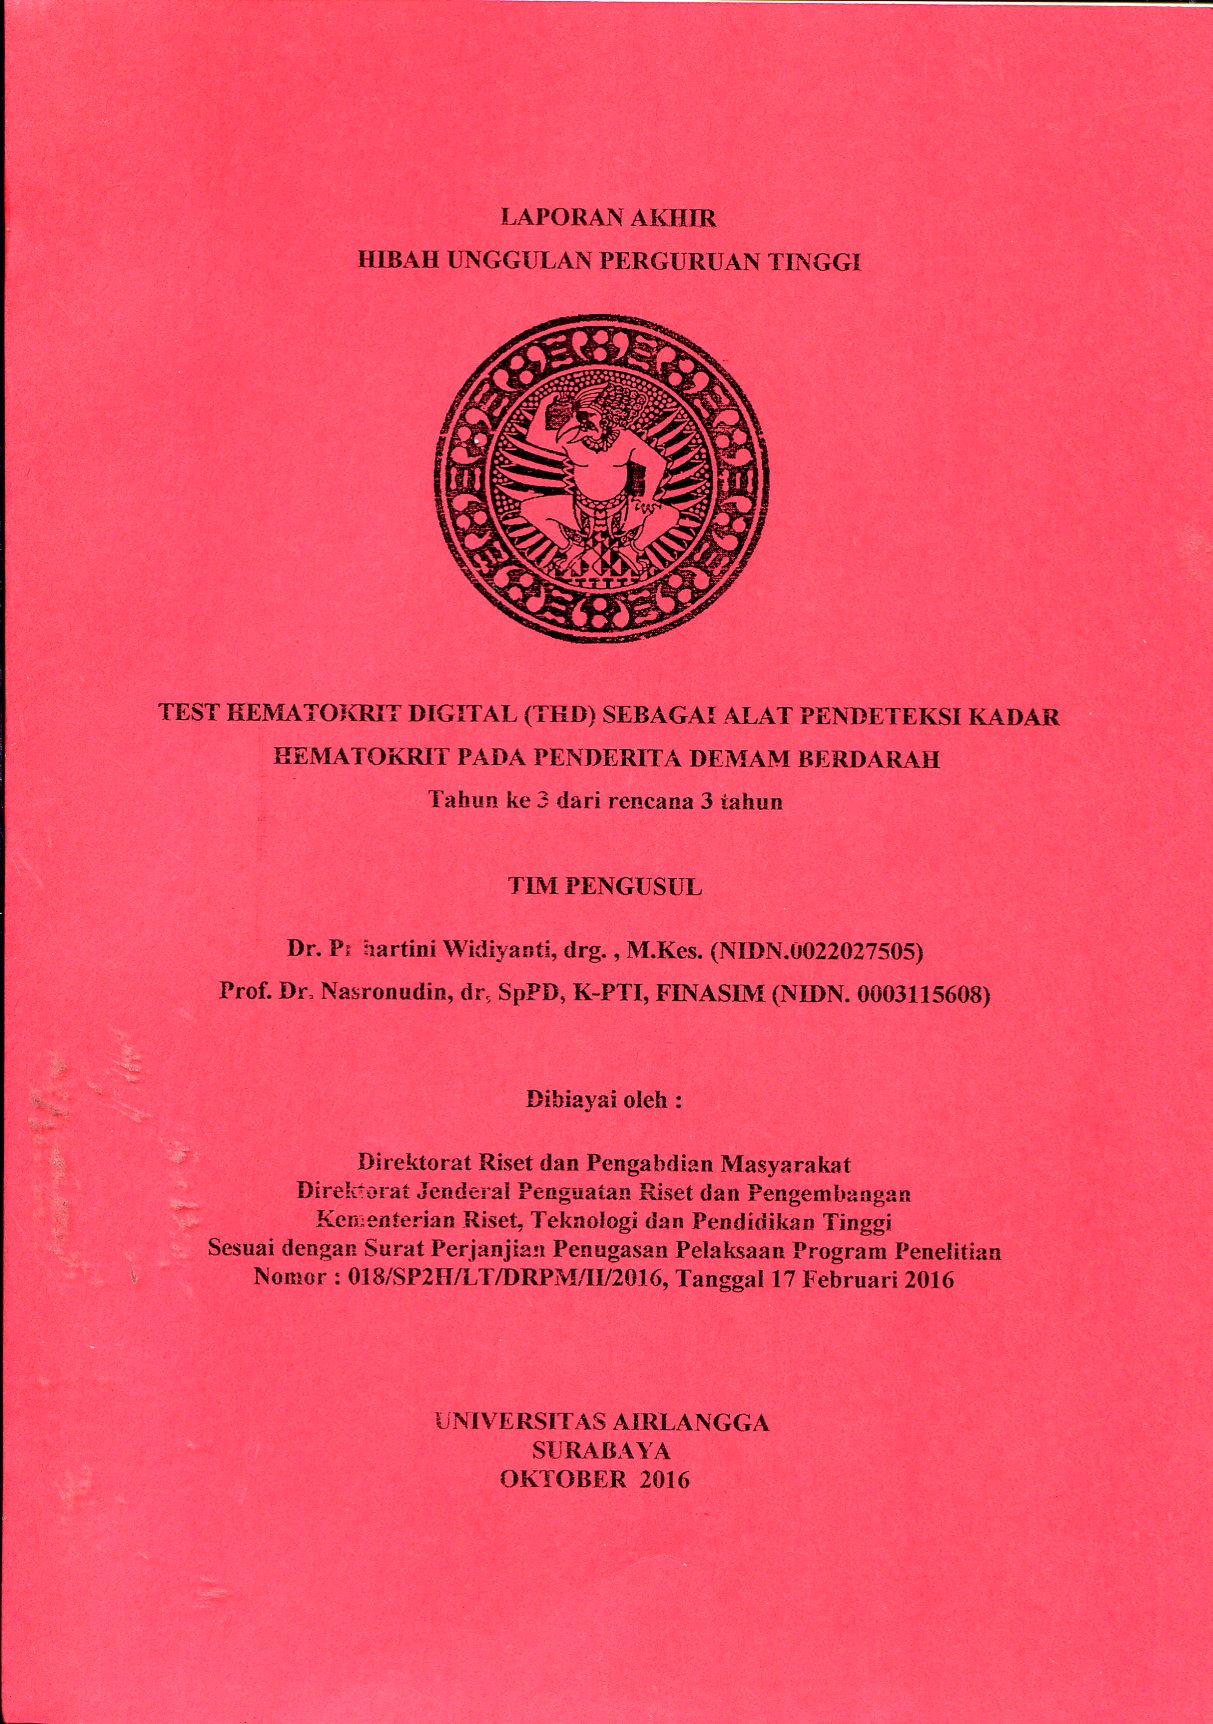 LAPORAN AKHIR
HIBAH UNGGULAN PERGURUAN TINGGI
TEST HEMATOKRIT DIGITAL (THD) SEBAGAI ALAT PENDETEKSI KADAR
HEMATOKRIT PADA PENDERITA DEMAM BERDARAH
Tahun ke 3 dari rencana 3 tahun
TIM PENGUSUL
Dr. Widiyanti, drg. , M.Kes. (NIDN.0022027505)
Prof. Dr. Nasronudin, dr, SpPD, K-PTI, FINASIM (NIDN. 0003115608)
Dibiayai oleh :
Direktorat Riset dan Pengabdian Masyarakat
Direktorat Jenderal Penguatan Riset dan Pengembangan
Kementerian Riset, Teknologi dan Pendidikan Tinggi
Sesuai dengan Surat Perjanjian Penugasan Pelaksaan Program Penelitian
Nomor : 018/SP2H/LT/DRPM/II/2016, Tanggal 17 Februari 2016
UNIVERSITAS AIRLANGGA
SURABAYA
OKTOBER 2016